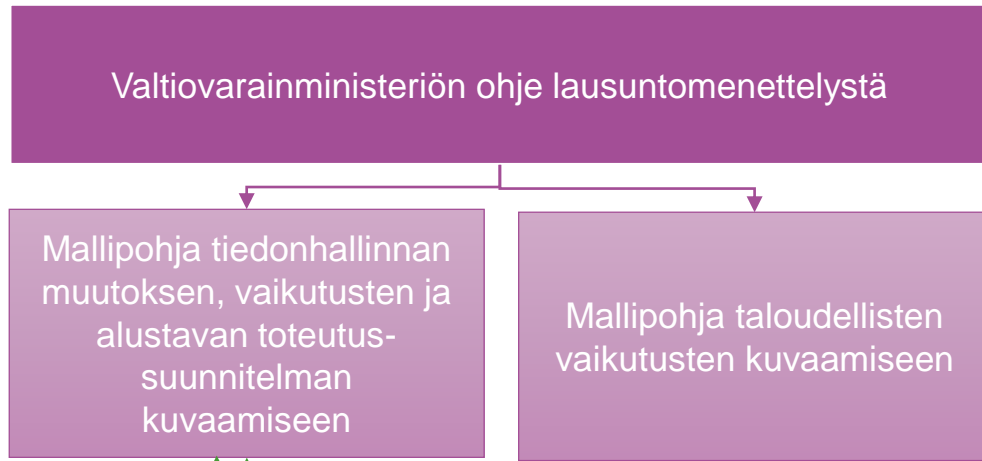 Valtiovarainministeriön ohje lausuntomenettelystä
Mallipohja tiedonhallinnan
muutoksen, vaikutusten ja
alustavan toteutus-
suunnitelman
kuvaamiseen
Mallipohja taloudellisten
vaikutusten kuvaamiseen